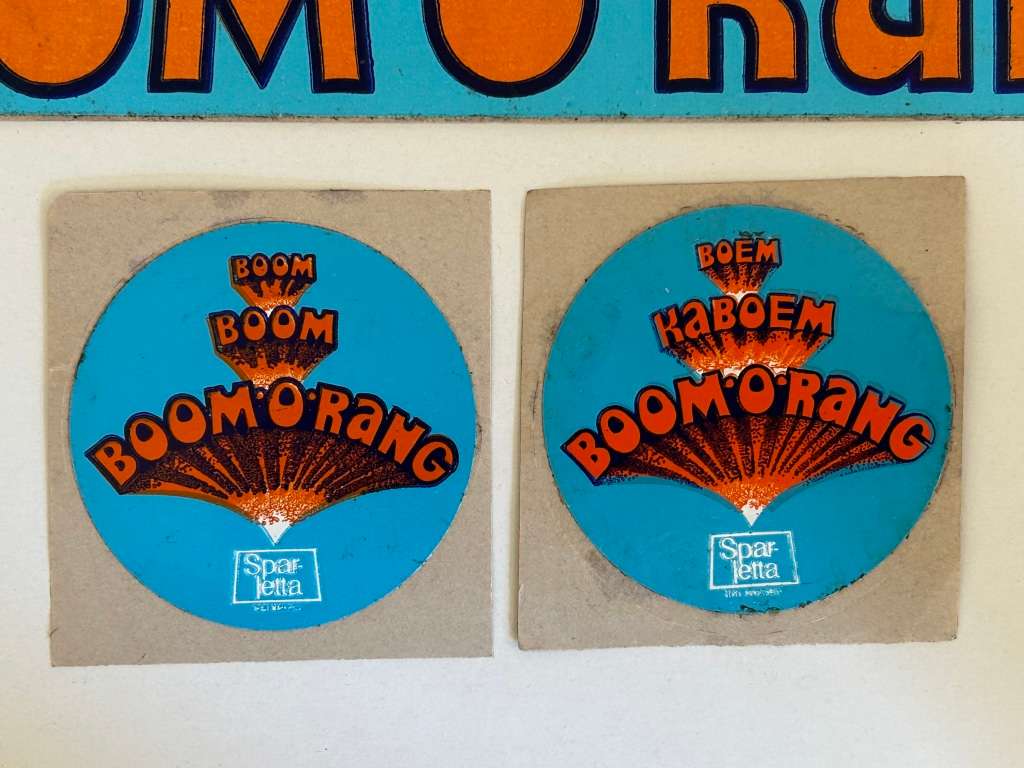 OM·O·Ra
BOOM
BOOM
BOOM·O·RaNG
Spar-
letta
BOEM
KaBOEM
BOOM·O·RaNG
Spar-
letta